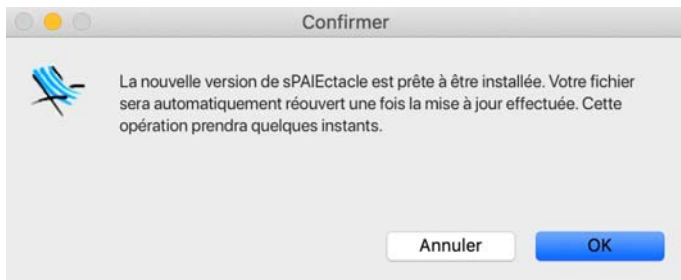 Confirmer
La nouvelle version de sPAIEctacle est prête à être installée. Votre fichier
sera automatiquement réouvert une fois la mise à jour effectuée. Cette
opération prendra quelques instants.
Annuler
OK